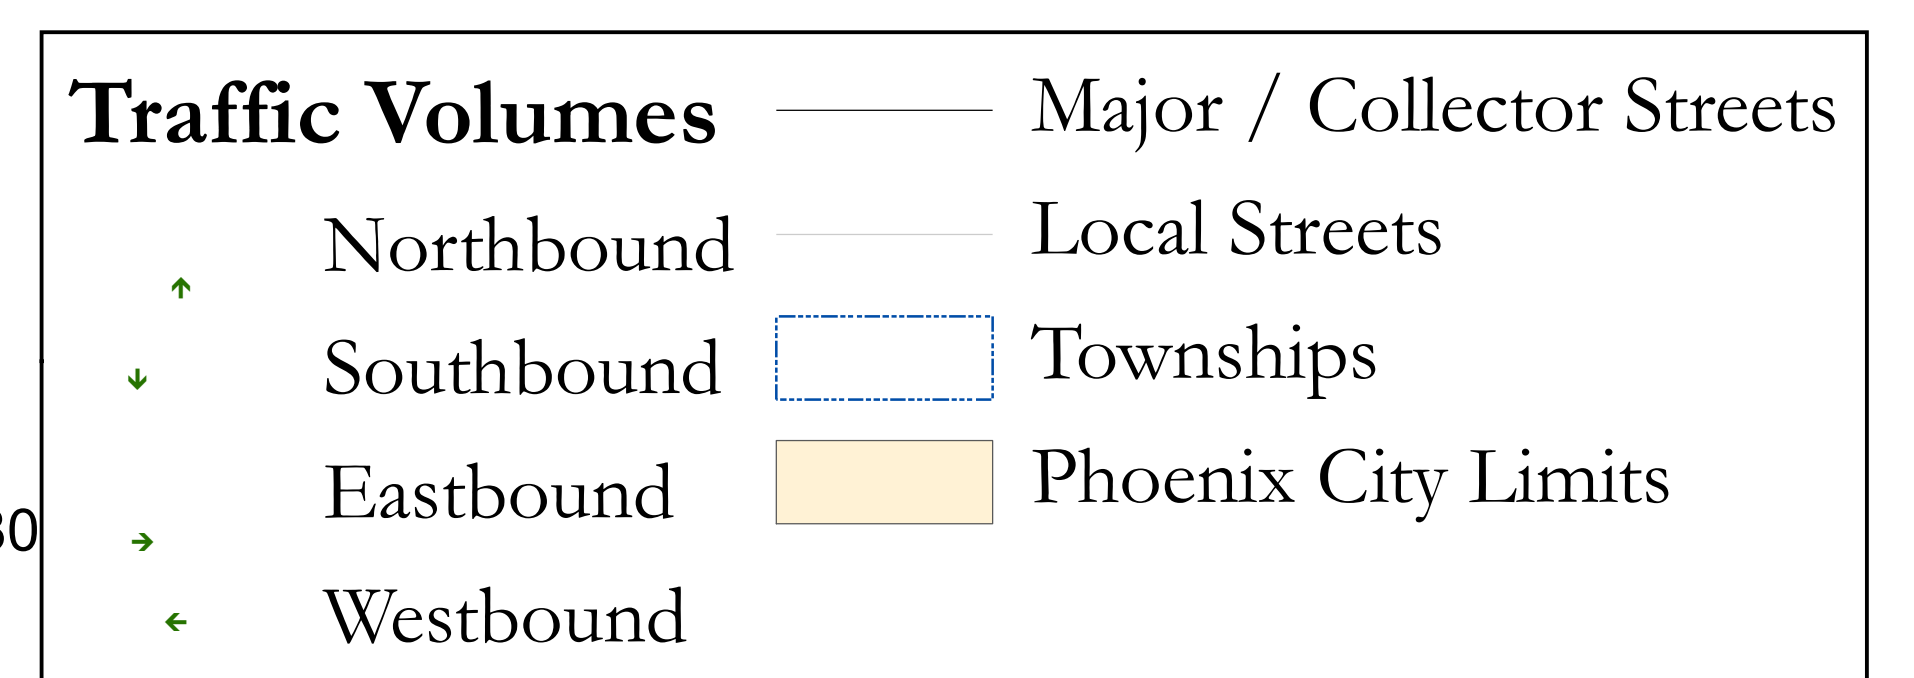 Traffic Volumes
Northbound
Southbound
Eastbound
Westbound
Major / Collector Streets
Local Streets
Townships
Phoenix City Limits